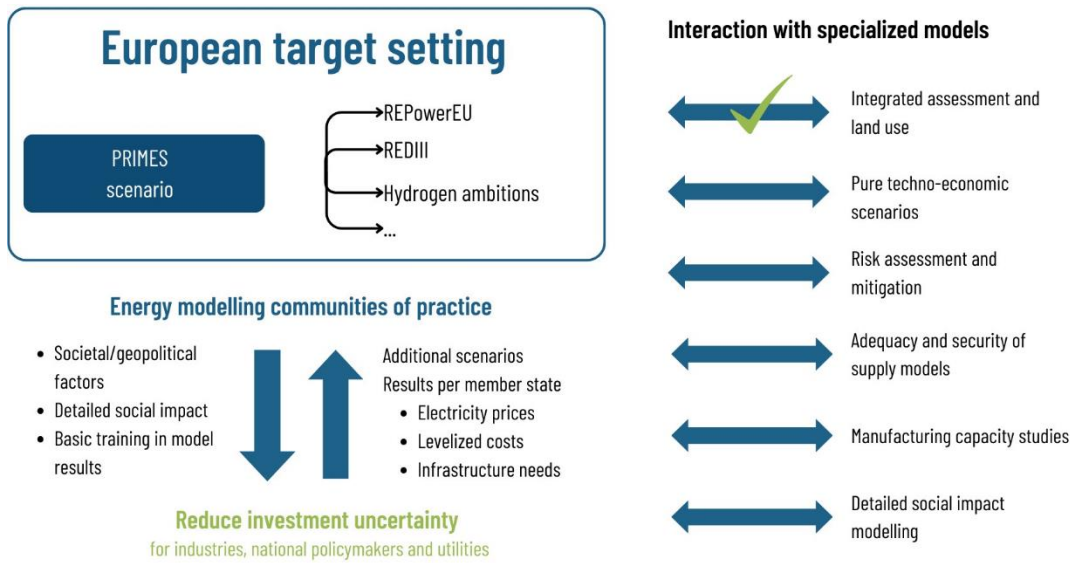 European target setting
PRIMES
scenario
REPowerEU
REDIII
Hydrogen ambitions
...
Energy modelling communities of practice
• Societal/geopolitical
factors
• Detailed social impact
• Basic training in model
results
Additional scenarios
Results per member state
• Electricity prices
• Levelized costs
• Infrastructure needs
Reduce investment uncertainty
for industries, national policymakers and utilities
Interaction with specialized models
Integrated assessment and
land use
Pure techno-economic
scenarios
Risk assessment and
mitigation
Adequacy and security of
supply models
Manufacturing capacity studies
Detailed social impact
modelling